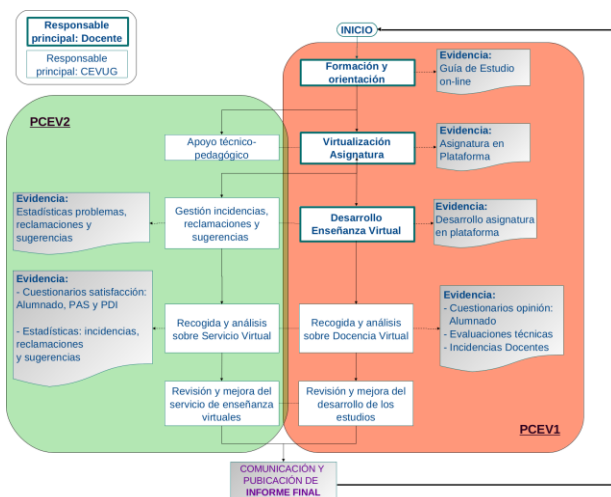 Responsable
principal: Docente
Responsable
principal: CEVUG
INICIO
Formación y
orientación
Evidencia:
Guía de Estudio
on-line
PCEV2
Apoyo técnico-
pedagógico
Virtualización
Asignatura
Evidencia:
Asignatura en
Plataforma
Evidencia:
Estadísticas problemas,
reclamaciones y
sugerencias
Gestión incidencias,
reclamaciones y
sugerencias
Desarrollo
Enseñanza Virtual
Evidencia:
Desarrollo asignatura
en plataforma
Evidencia:
- Cuestionarios satisfacción:
Alumnado, PAS y PDI
- Estadísticas: incidencias,
reclamaciones
y sugerencias
Recogida y análisis
sobre Servicio Virtual
Recogida y análisis
sobre Docencia Virtual
Evidencia:
- Cuestionarios opinión:
Alumnado
- Evaluaciones técnicas
- Incidencias Docentes
Revisión y mejora del
servicio de enseñanza
virtuales
Revisión y mejora del
desarrollo de los
estudios
PCEV1
COMUNICACIÓN Y
PUBICACIÓN DE
INFORME FINAL